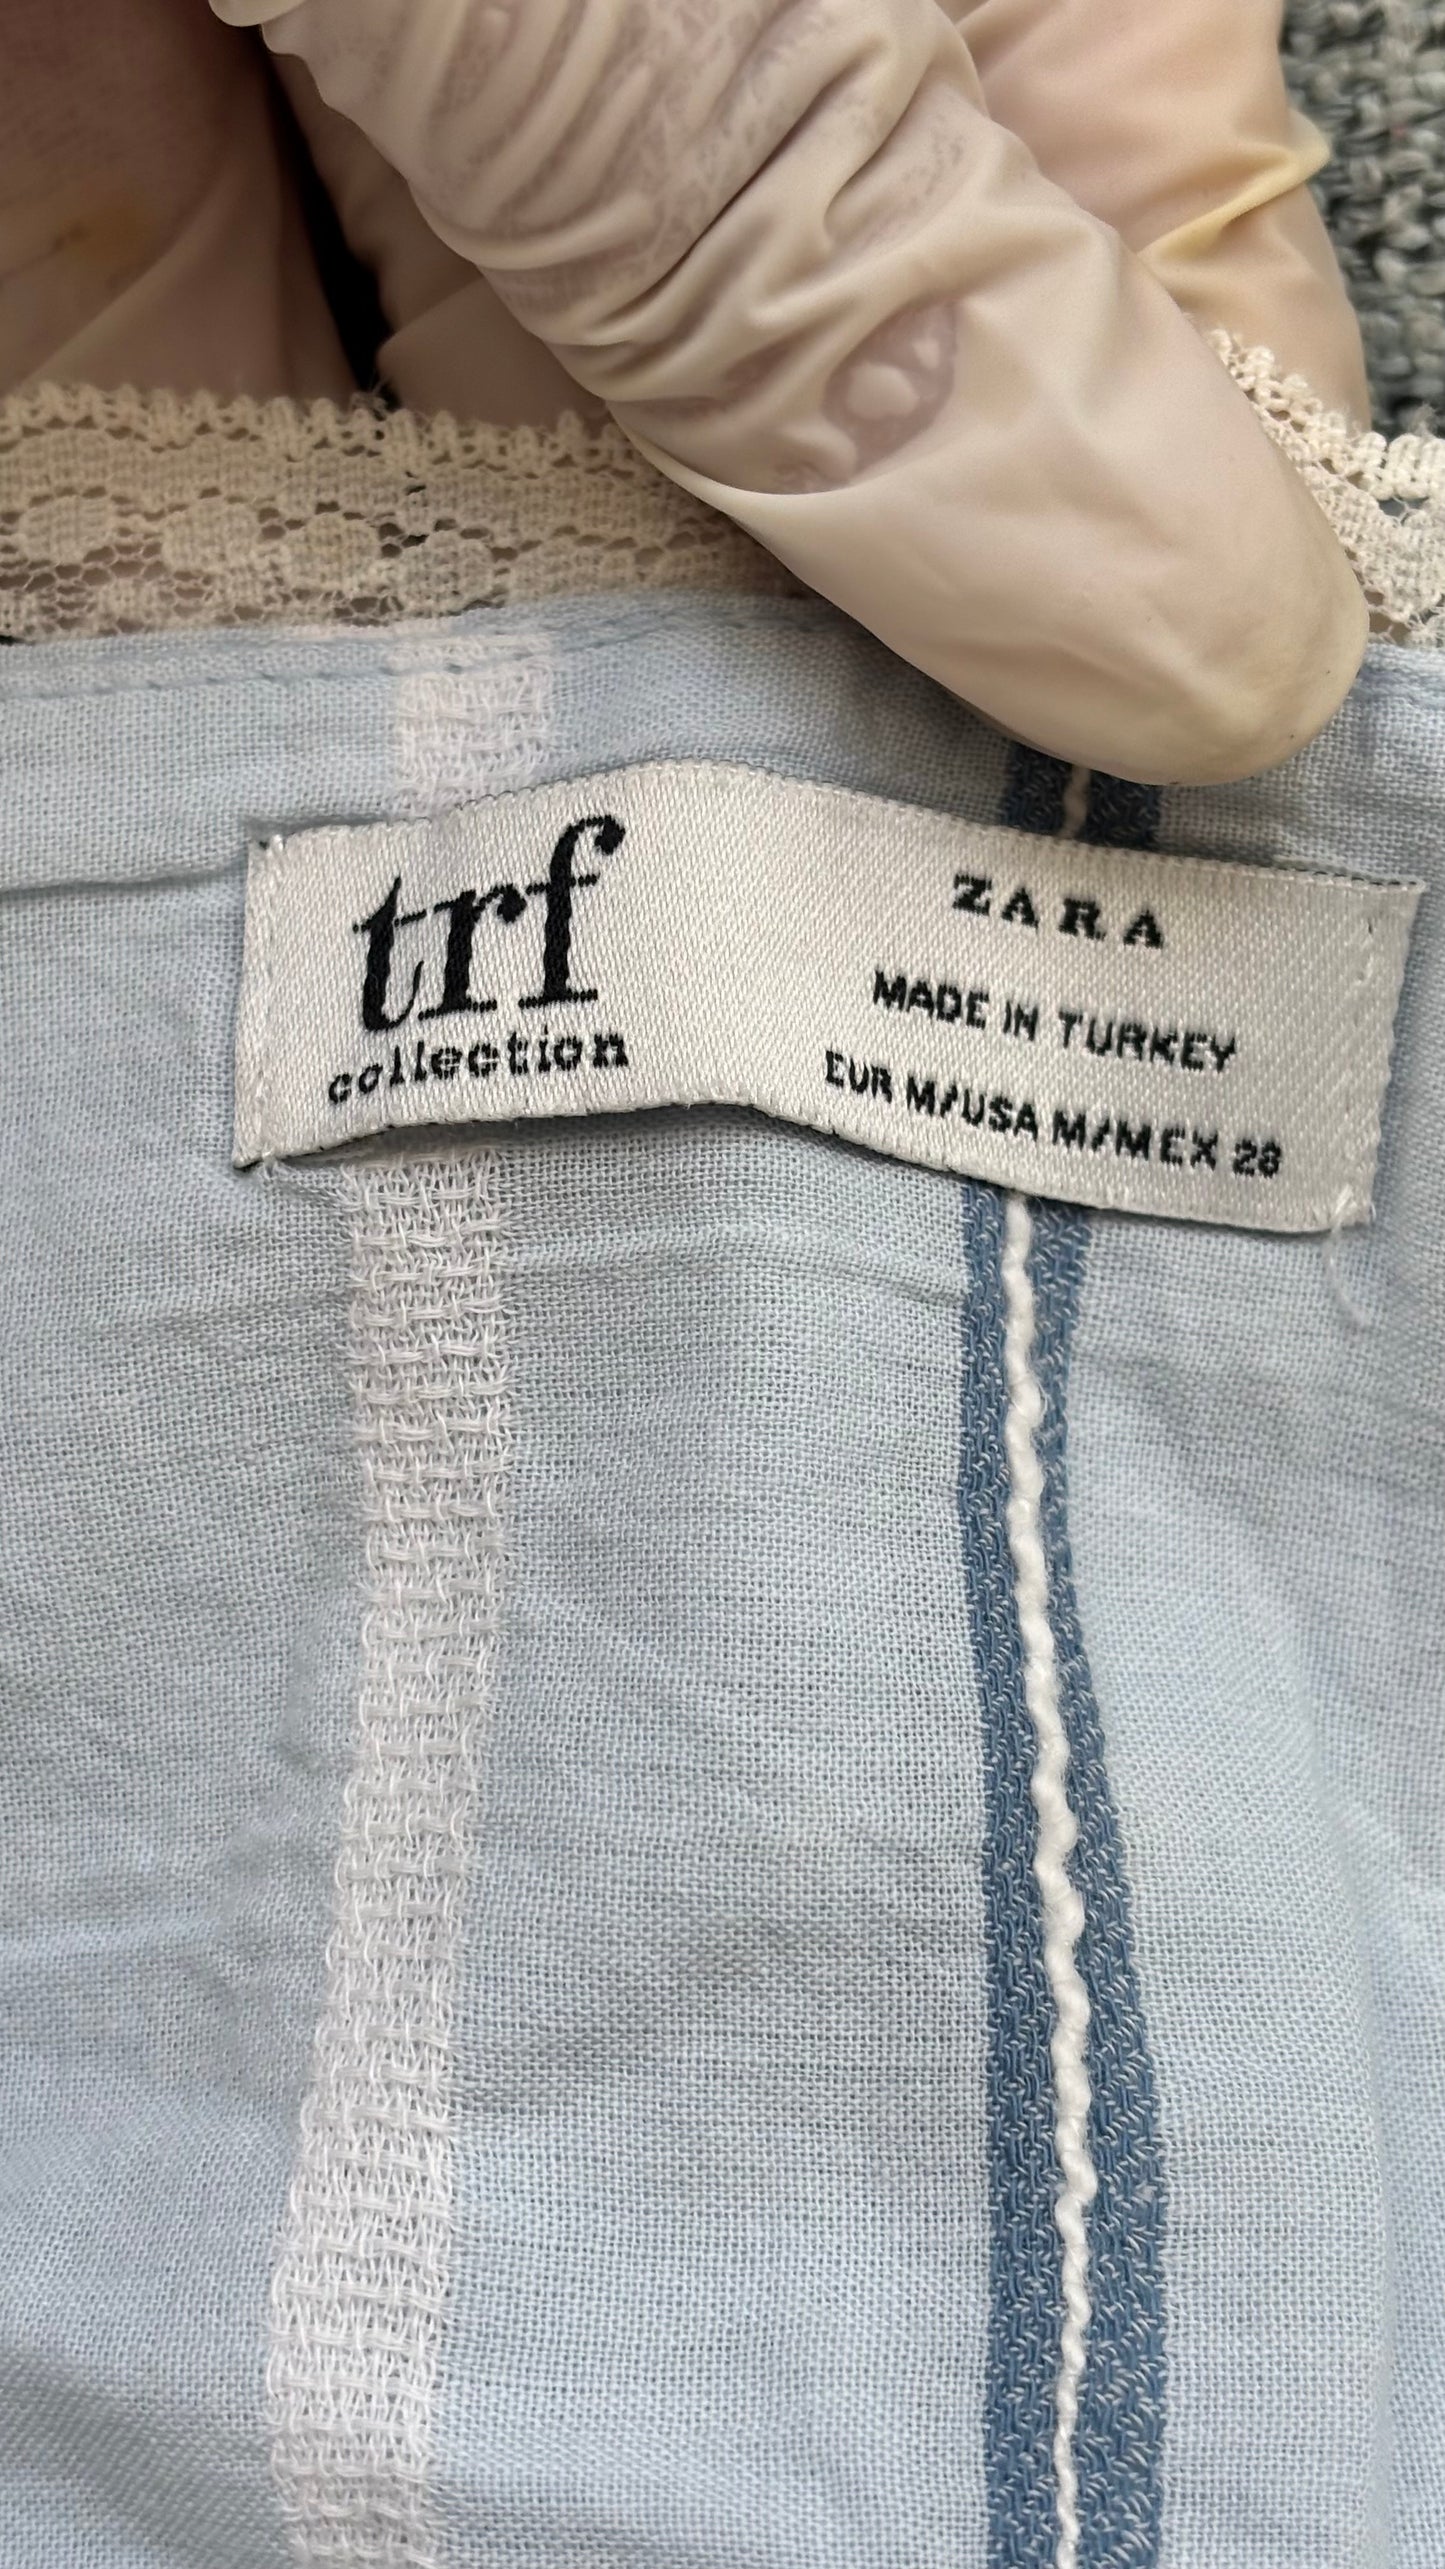 trf
collection
ZARA
MADE IN TURKEY
EUR M/USA M/MEX 28